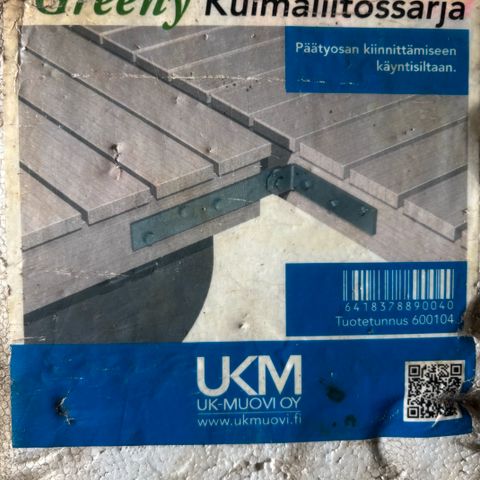 Greeny Kulmaliitossarja
Päätyosan kiinnittämiseen
käyntisiltaan.
6418378890040
Tuotetunnus 600104
UKM
UK-MUOVI OY
www.ukmuovi.fi